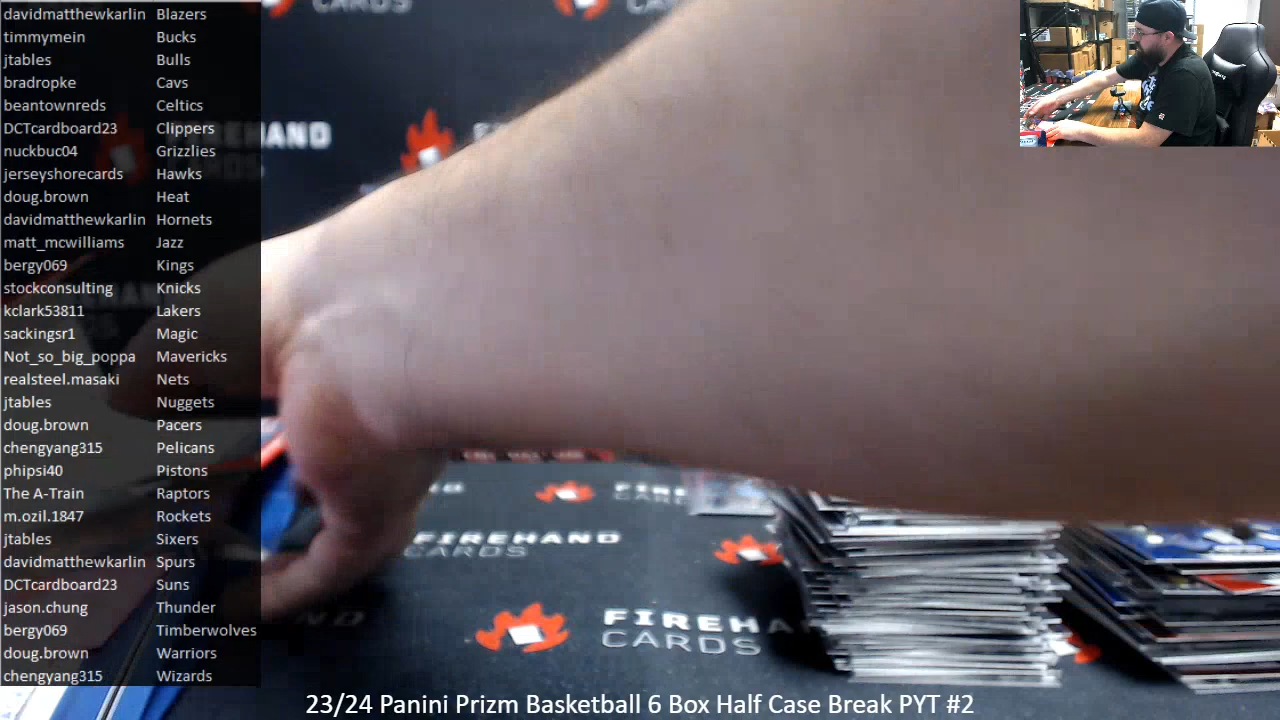 davidmatthewkarlin Blazers
timmymein Bucks
jtables Bulls
bradropke Cavs
beantownreds Celtics
DCTcardboard23 Clippers
nuckbuc04 Grizzlies
jerseyshorecards Hawks
doug.brown Heat
davidmatthewkarlin Hornets
matt_mcwilliams Jazz
bergy069 Kings
stockconsulting Knicks
kclark53811 Lakers
sackingsr1 Magic
Not_so_big_poppa Mavericks
realsteel.masaki Nets
jtables Nuggets
doug.brown Pacers
chengyang315 Pelicans
phipsi40 Pistons
The A-Train Raptors
m.ozil.1847 Rockets
jtables Sixers
davidmatthewkarlin Spurs
DCTcardboard23 Suns
jason.chung Thunder
bergy069 Timberwolves
doug.brown Warriors
chengyang315 Wizards
CARDS
FIREHAND
FIREHAND
CARDS
FIREHAND
CARDS
23/24 Panini Prizm Basketball 6 Box Half Case Break PYT #2